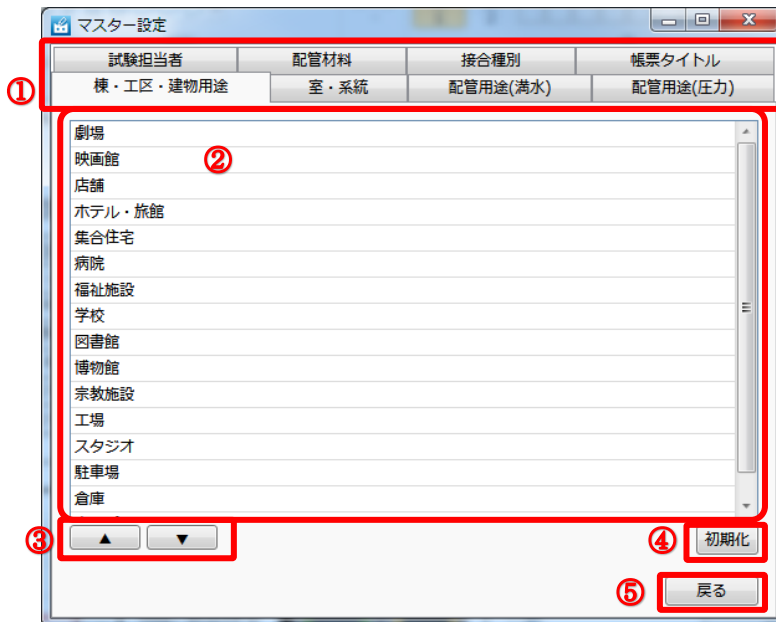 マスター設定
試験担当者 配管材料 接合種別 帳票タイトル
① 棟・工区・建物用途 室・系統 配管用途(満水) 配管用途(圧力)
劇場
映画館 ②
店舗
ホテル・旅館
集合住宅
病院
福祉施設
学校
図書館
博物館
宗教施設
工場
スタジオ
駐車場
倉庫
③ ▲ ▼ ④ 初期化
⑤ 戻る